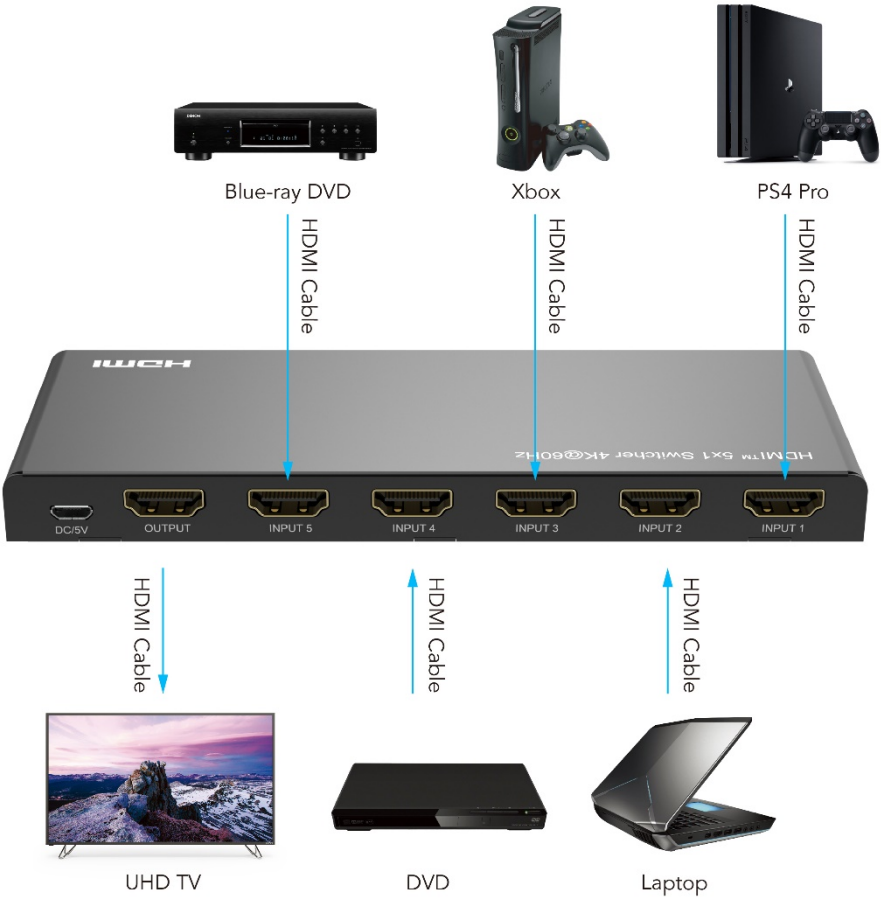 DENON
Blue-ray DVD
Xbox
PS4 Pro
HDMI Cable
HDMI Cable
HDMI Cable
HDMI
HDMI™ 5x1 Switcher 4K@60Hz
DC/5V
OUTPUT
INPUT 5
INPUT 4
INPUT 3
INPUT 2
INPUT 1
HDMI Cable
HDMI Cable
HDMI Cable
UHD TV
DVD
Laptop